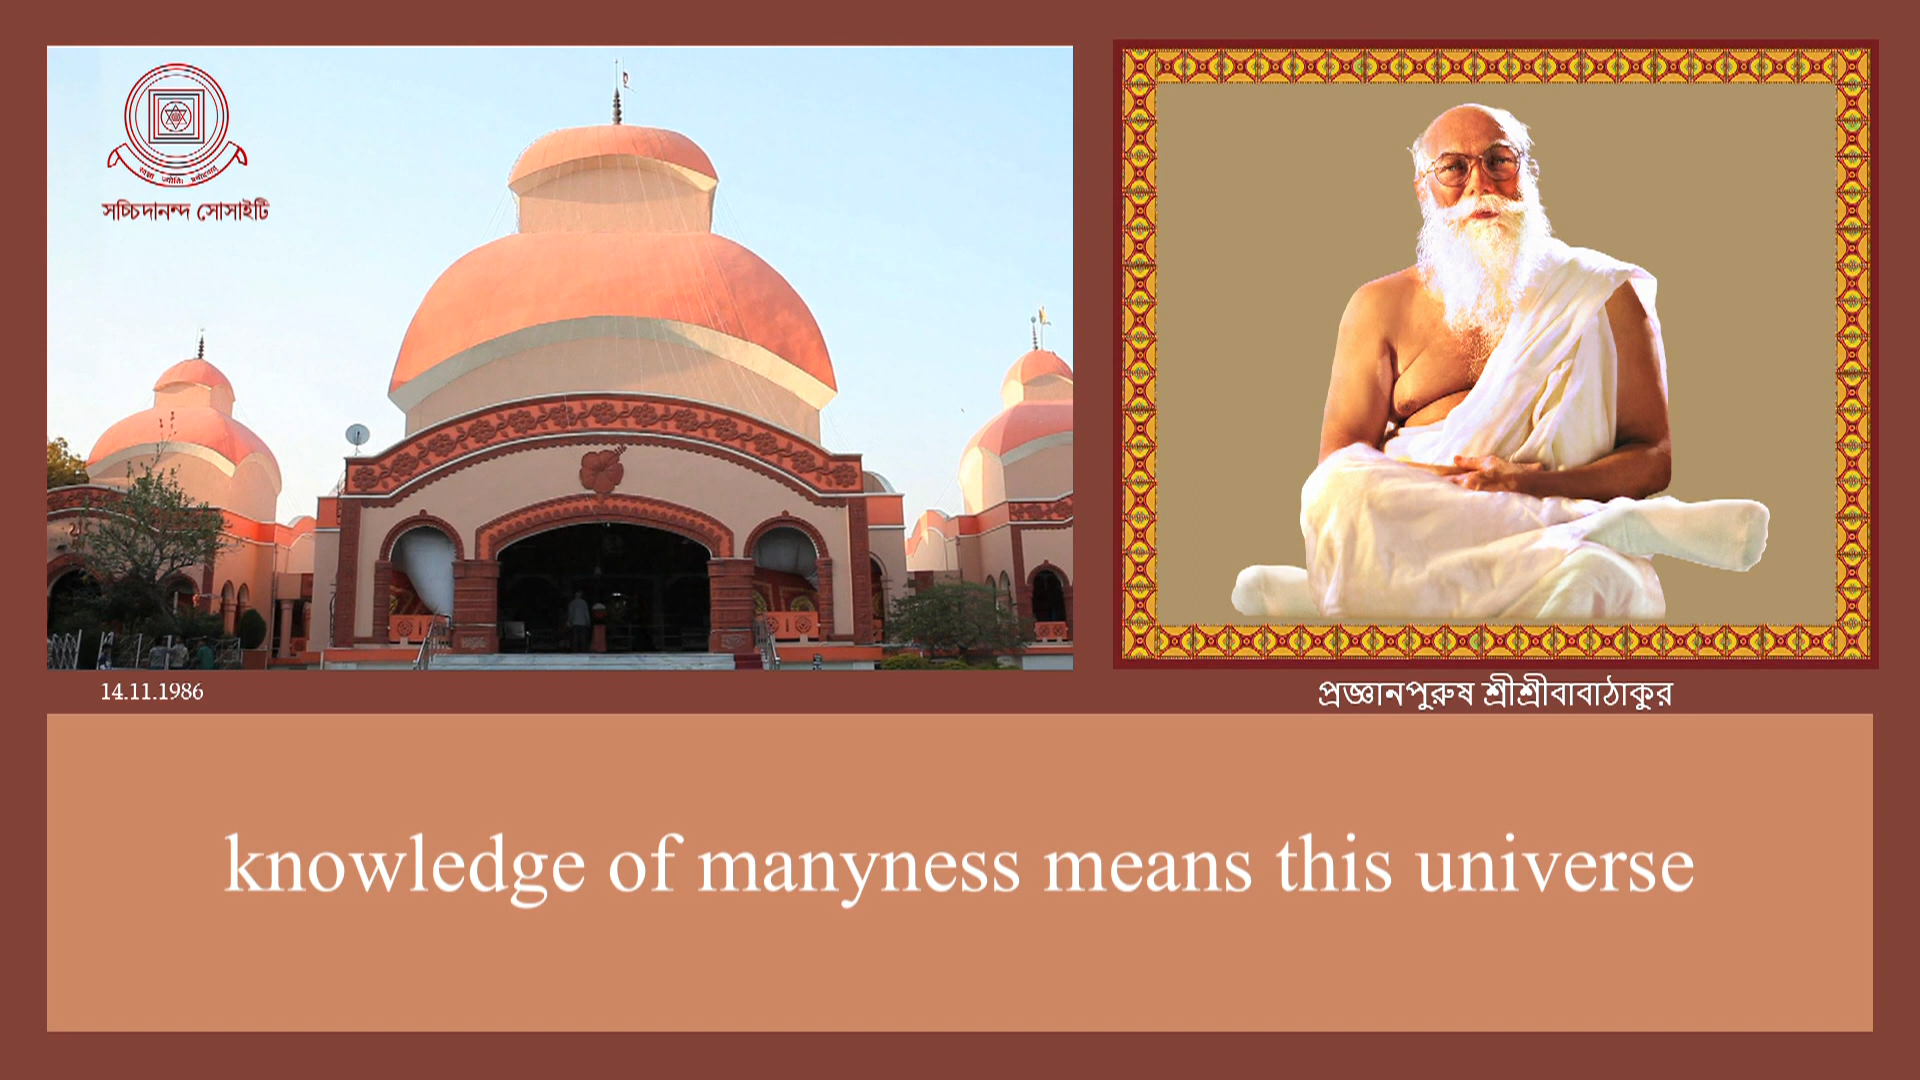 সচ্চিদানন্দ সোসাইটি
14.11.1986
প্রজ্ঞানপুরুষ শ্রীশ্রীবাবাঠাকুর
knowledge of manyness means this universe